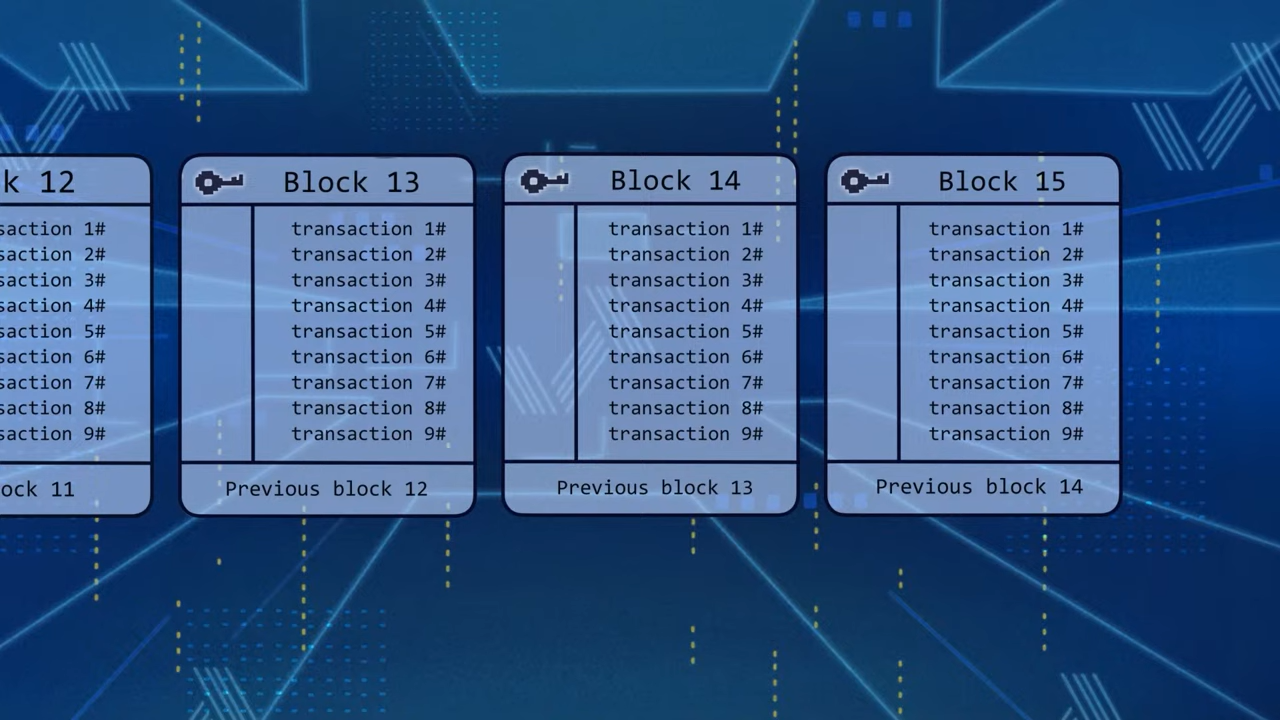 k 12
saction 1#
saction 2#
saction 3#
saction 4#
saction 5#
saction 6#
saction 7#
saction 8#
saction 9#
ock 11
Block 13
transaction 1#
transaction 2#
transaction 3#
transaction 4#
transaction 5#
transaction 6#
transaction 7#
transaction 8#
transaction 9#
Previous block 12
Block 14
transaction 1#
transaction 2#
transaction 3#
transaction 4#
transaction 5#
transaction 6#
transaction 7#
transaction 8#
transaction 9#
Previous block 13
Block 15
transaction 1#
transaction 2#
transaction 3#
transaction 4#
transaction 5#
transaction 6#
transaction 7#
transaction 8#
transaction 9#
Previous block 14